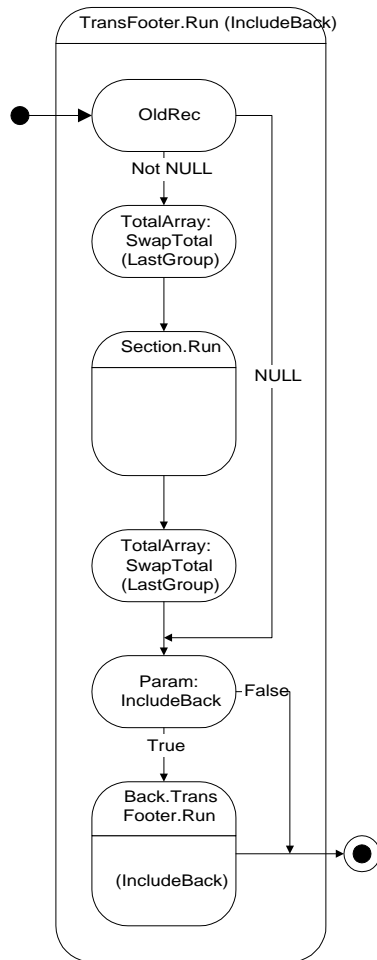 TransFooter.Run (IncludeBack)
OldRec
Not NULL
TotalArray:
SwapTotal
(LastGroup)
Section.Run
NULL
TotalArray:
SwapTotal
(LastGroup)
Param:
IncludeBack
False
True
Back.Trans
Footer.Run
(IncludeBack)